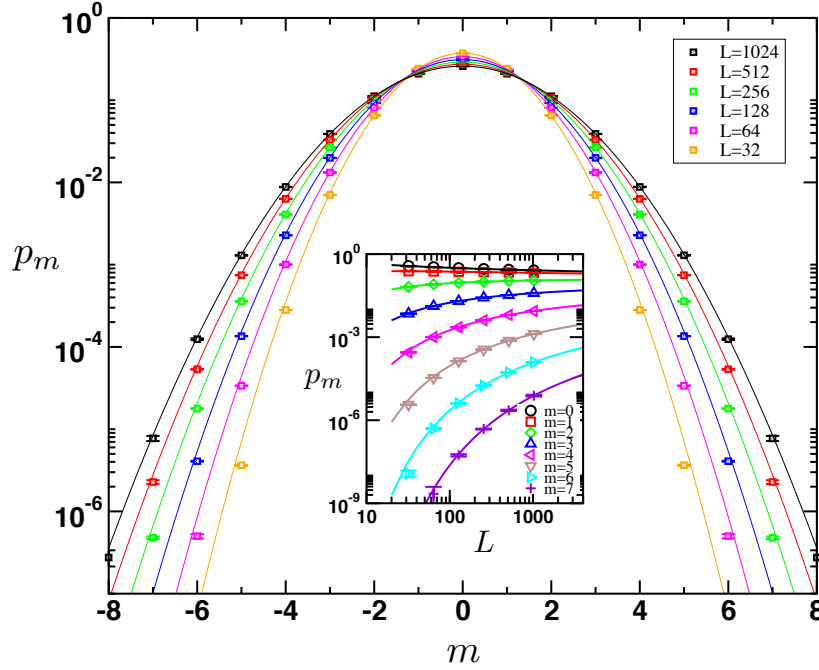 10^0
L=1024
L=512
L=256
L=128
L=64
L=32
10^-2
p_m
10^0
10^-3
10^-4
p_m
10^-6
m=0
m=1
m=2
m=3
m=4
m=5
m=6
m=7
10^-9
10 100 1000
L
10^-6
-8 -6 -4 -2 0 2 4 6 8
m